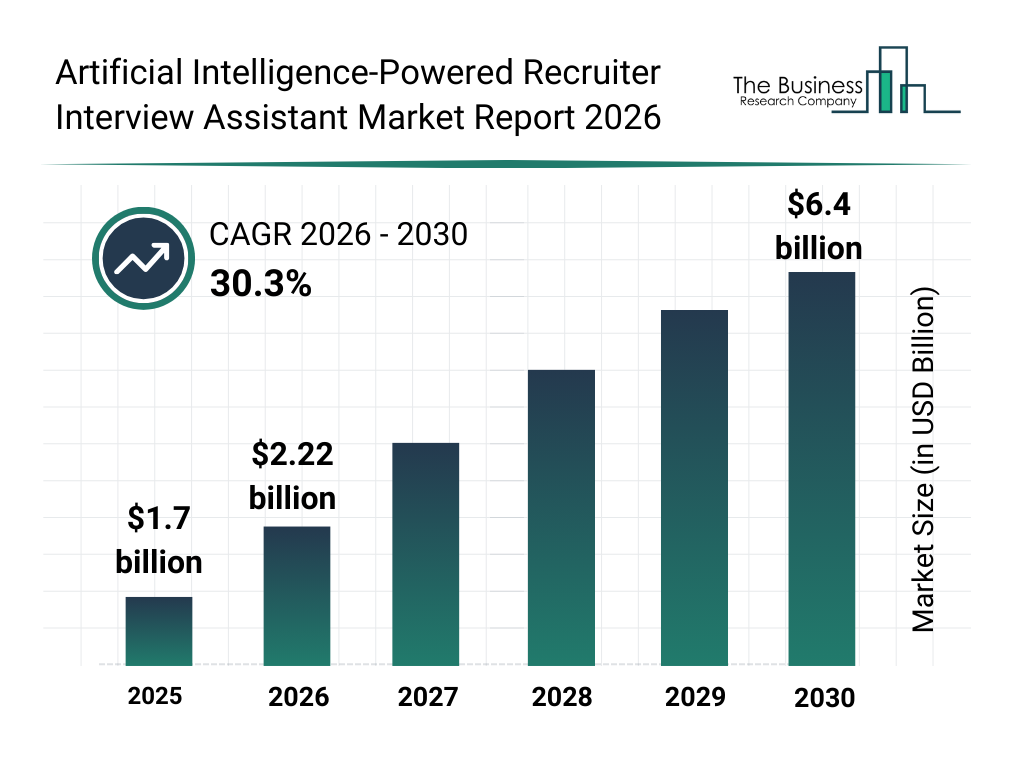 Artificial Intelligence-Powered Recruiter
Interview Assistant Market Report 2026
The Business
Research Company
CAGR 2026 - 2030
30.3%
$1.7
billion
$2.22
billion
$6.4
billion
Market Size (in USD Billion)
2025
2026
2027
2028
2029
2030